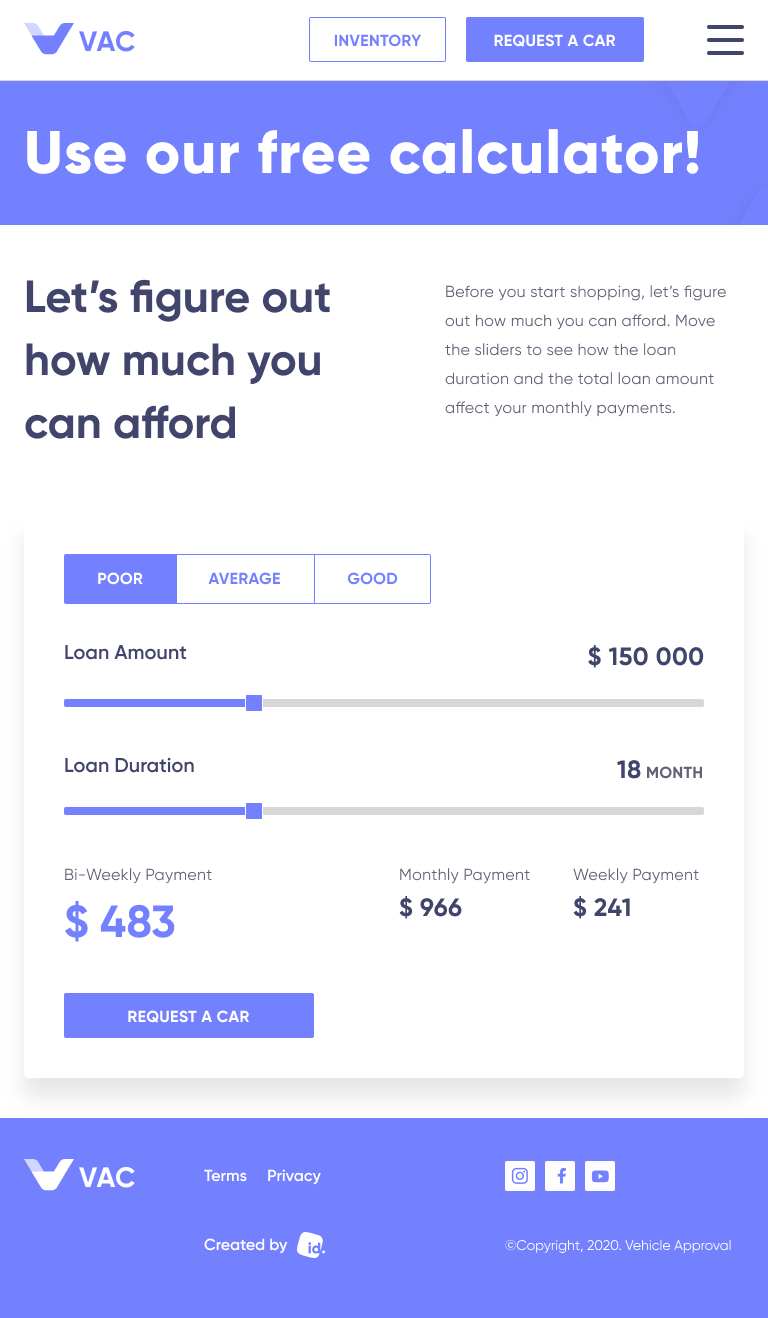 VAC
INVENTORY
REQUEST A CAR
Use our free calculator!
Let’s figure out
how much you
can afford
Before you start shopping, let’s figure
out how much you can afford. Move
the sliders to see how the loan
duration and the total loan amount
affect your monthly payments.
POOR
AVERAGE
GOOD
Loan Amount
$ 150 000
Loan Duration
18 MONTH
Bi-Weekly Payment
$ 483
Monthly Payment
$ 966
Weekly Payment
$ 241
REQUEST A CAR
VAC
Terms
Privacy
Created by id.
©Copyright, 2020. Vehicle Approval